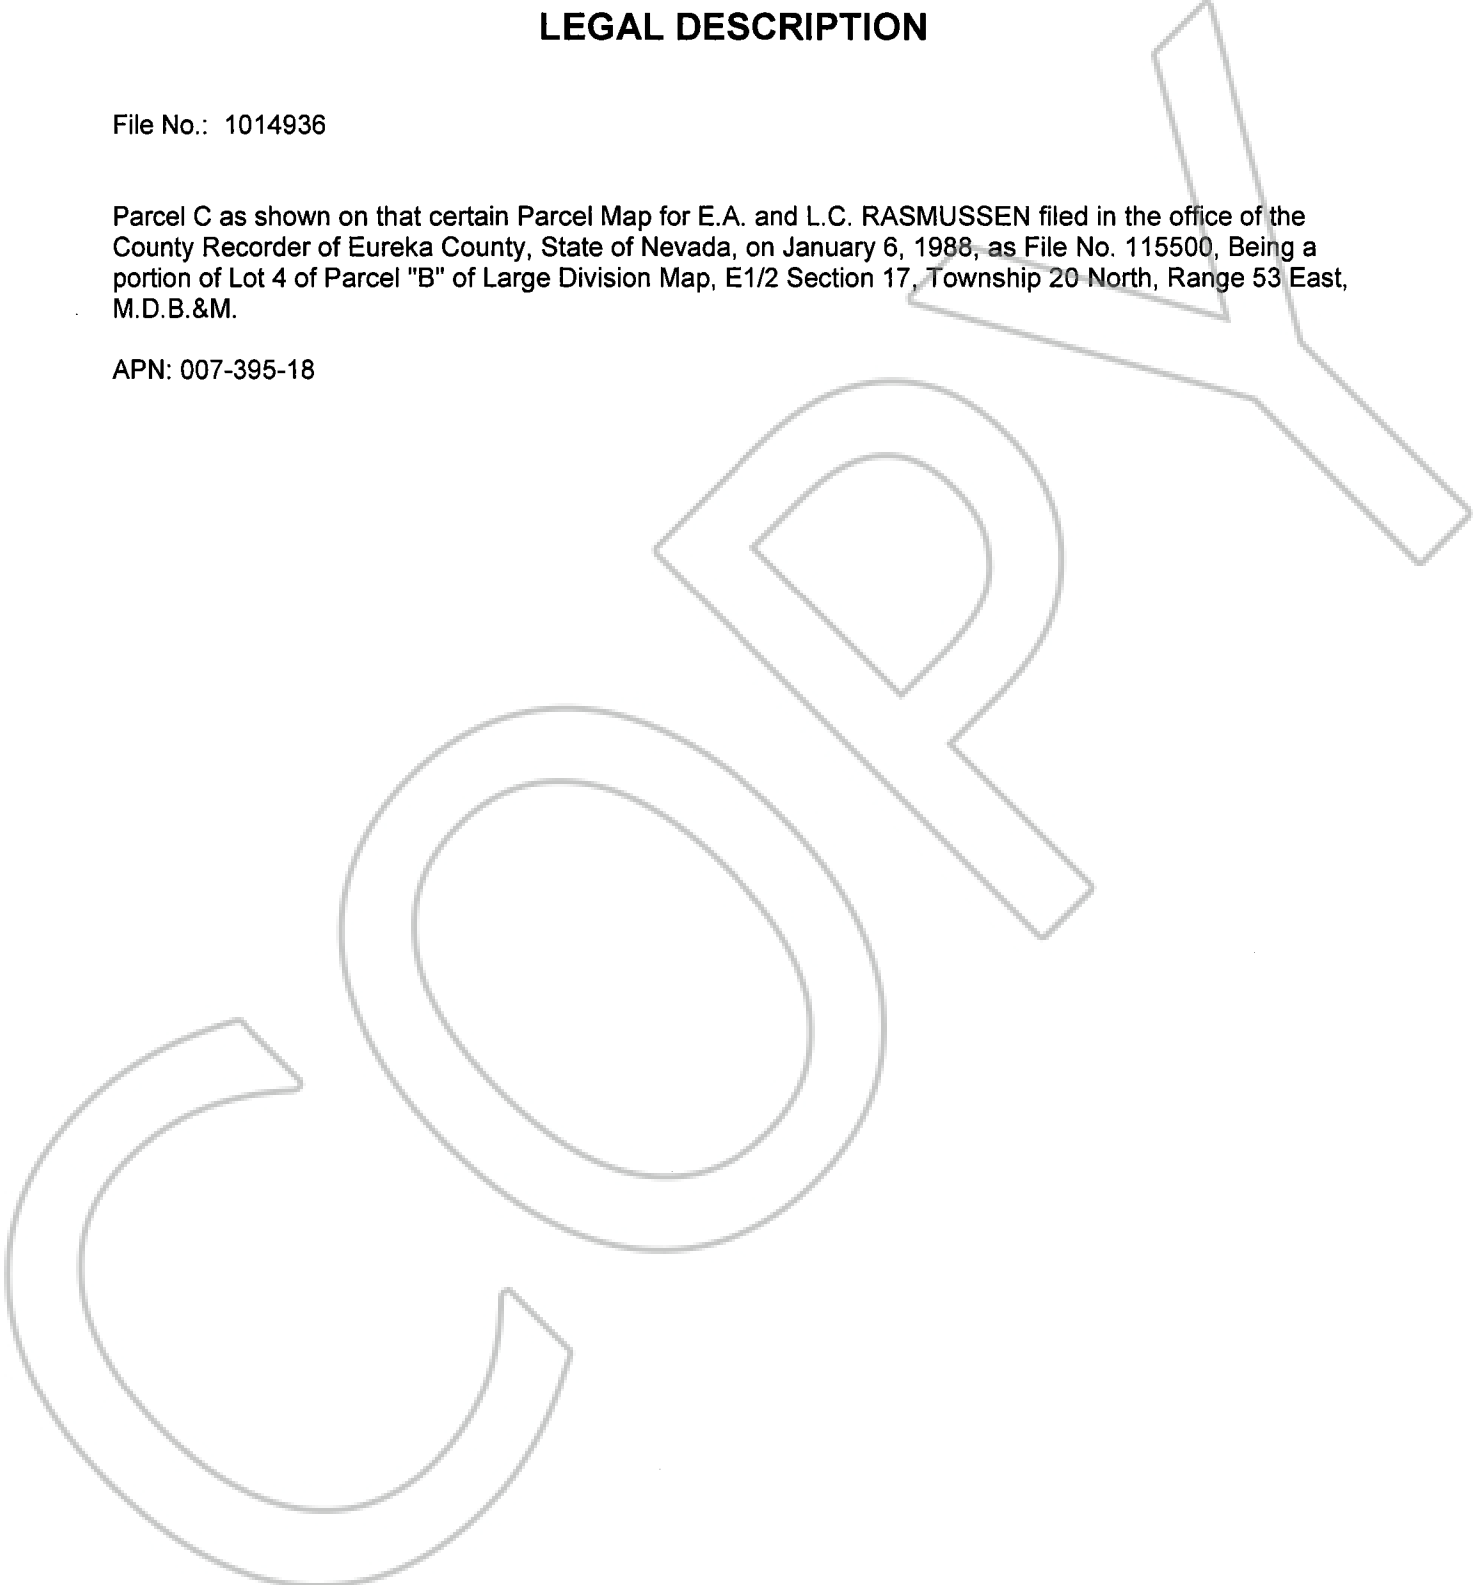 LEGAL DESCRIPTION
File No.: 1014936
Parcel C as shown on that certain Parcel Map for E.A. and L.C. RASMUSSEN filed in the office of the
County Recorder of Eureka County, State of Nevada, on January 6, 1988, as File No. 115500, Being a
portion of Lot 4 of Parcel "B" of Large Division Map, E1/2 Section 17, Township 20 North, Range 53 East,
M.D.B.&M.
APN: 007-395-18
COPY